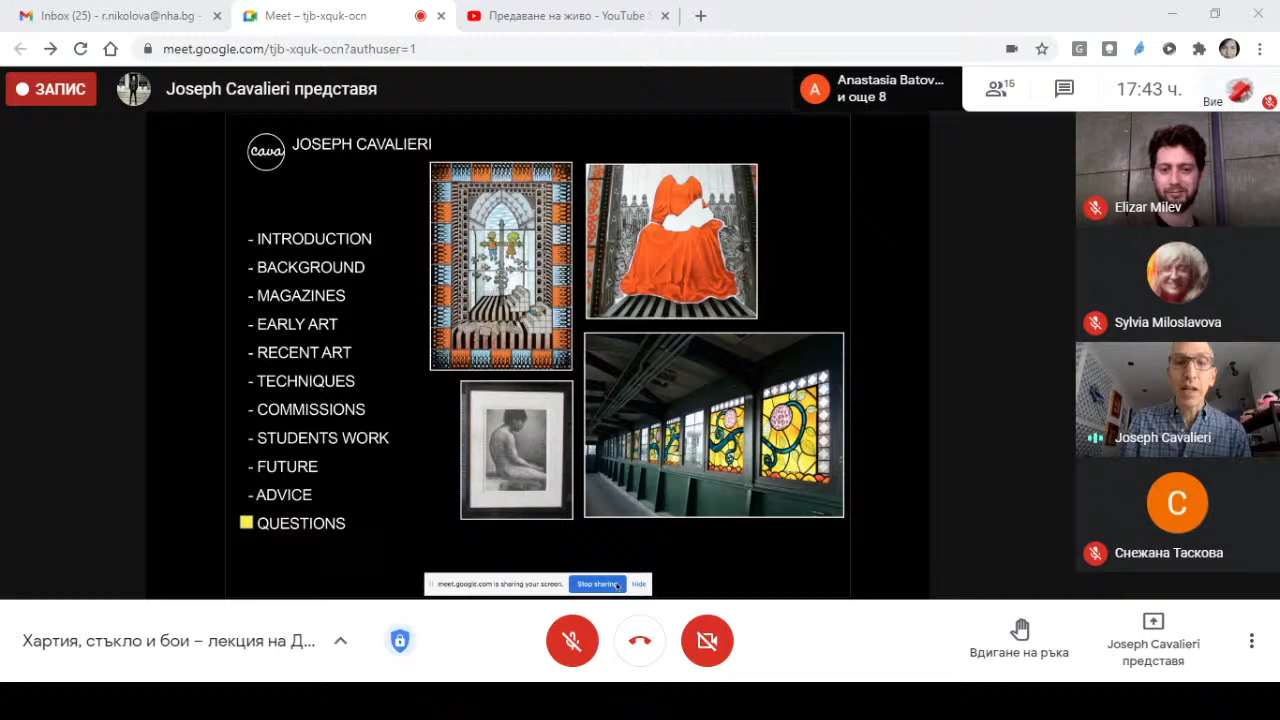 Inbox (25) - r.nikolova@nha.bg -
Meet – tjb-xquk-ocn
Предаване на живо - YouTube S
meet.google.com/tjb-xquk-ocn?authuser=1
ЗАПИС
Joseph Cavalieri представя
A
Anastasia Batov...
и още 8
15
17:43 ч.
Вие
cava
JOSEPH CAVALIERI
- INTRODUCTION
- BACKGROUND
- MAGAZINES
- EARLY ART
- RECENT ART
- TECHNIQUES
- COMMISSIONS
- STUDENTS WORK
- FUTURE
- ADVICE
QUESTIONS
Elizar Milev
Sylvia Miloslavova
Joseph Cavalieri
С
Снежана Таскова
meet.google.com is sharing your screen.
Stop sharing
Hide
Хартия, стъкло и бои – лекция на Д...
Вдигане на ръка
Joseph Cavalieri
представя